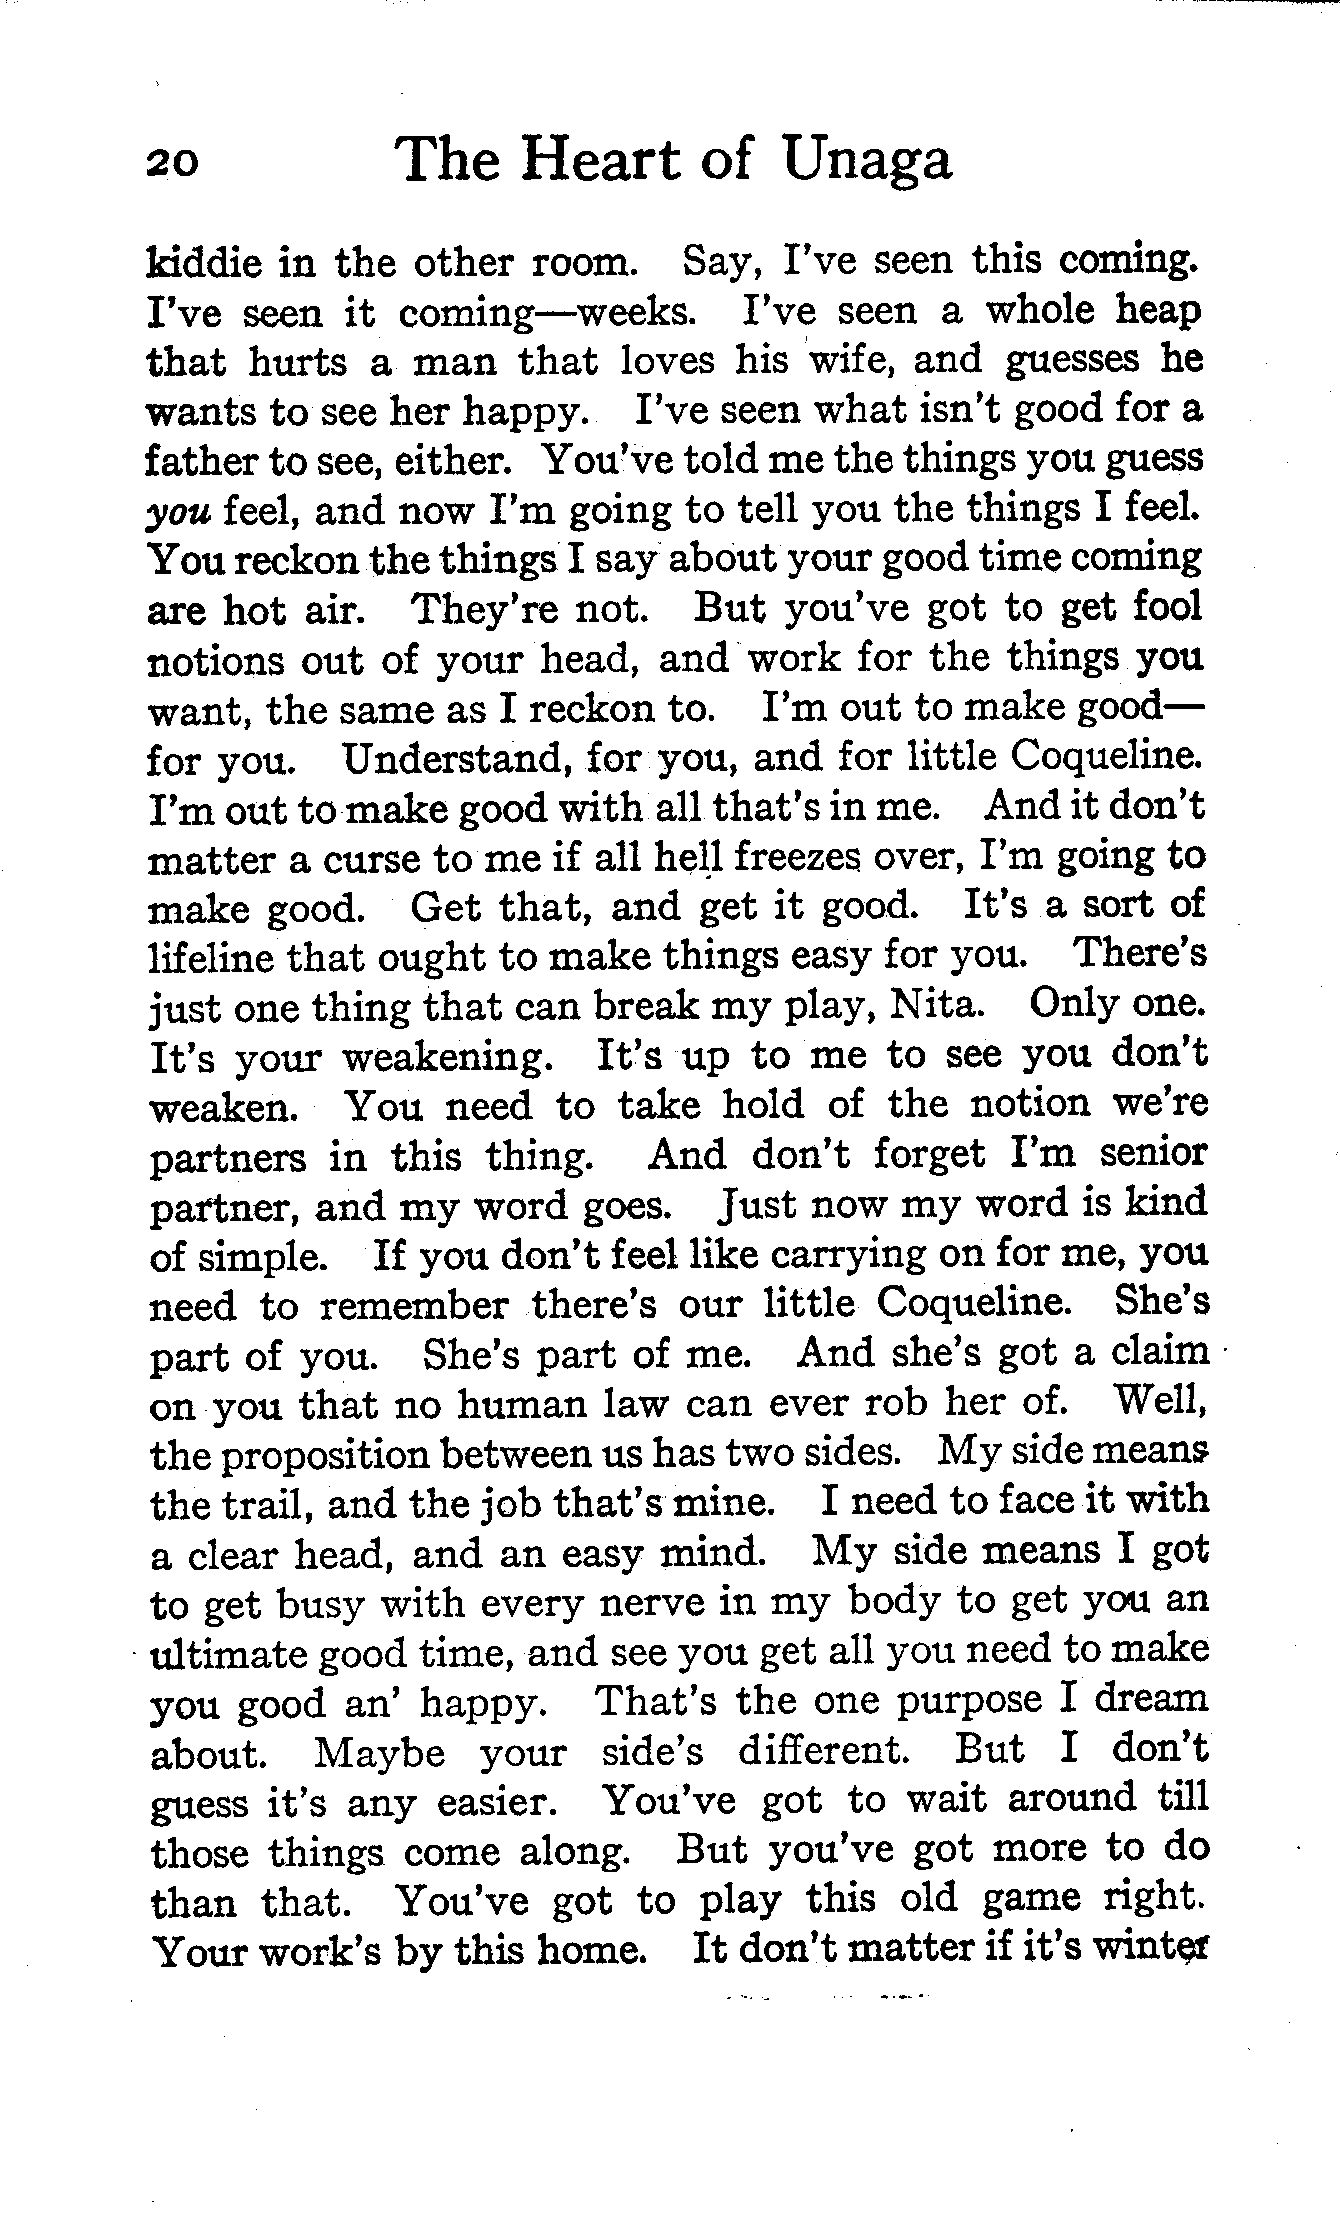 20 The Heart of Unaga
kiddie in the other room. Say, I've seen this coming.
I've seen it coming—weeks. I've seen a whole heap
that hurts a man that loves his wife, and guesses he
wants to see her happy. I've seen what isn't good for a
father to see, either. You've told me the things you guess
you feel, and now I'm going to tell you the things I feel.
You reckon the things I say about your good time coming
are hot air. They're not. But you've got to get fool
notions out of your head, and work for the things you
want, the same as I reckon to. I'm out to make good—
for you. Understand, for you, and for little Coqueline.
I'm out to make good with all that's in me. And it don't
matter a curse to me if all hell freezes over, I'm going to
make good. Get that, and get it good. It's a sort of
lifeline that ought to make things easy for you. There's
just one thing that can break my play, Nita. Only one.
It's your weakening. It's up to me to see you don't
weaken. You need to take hold of the notion we're
partners in this thing. And don't forget I'm senior
partner, and my word goes. Just now my word is kind
of simple. If you don't feel like carrying on for me, you
need to remember there's our little Coqueline. She's
part of you. She's part of me. And she's got a claim
on you that no human law can ever rob her of. Well,
the proposition between us has two sides. My side means
the trail, and the job that's mine. I need to face it with
a clear head, and an easy mind. My side means I got
to get busy with every nerve in my body to get you an
ultimate good time, and see you get all you need to make
you good an' happy. That's the one purpose I dream
about. Maybe your side's different. But I don't
guess it's any easier. You've got to wait around till
those things come along. But you've got more to do
than that. You've got to play this old game right.
Your work's by this home. It don't matter if it's winter